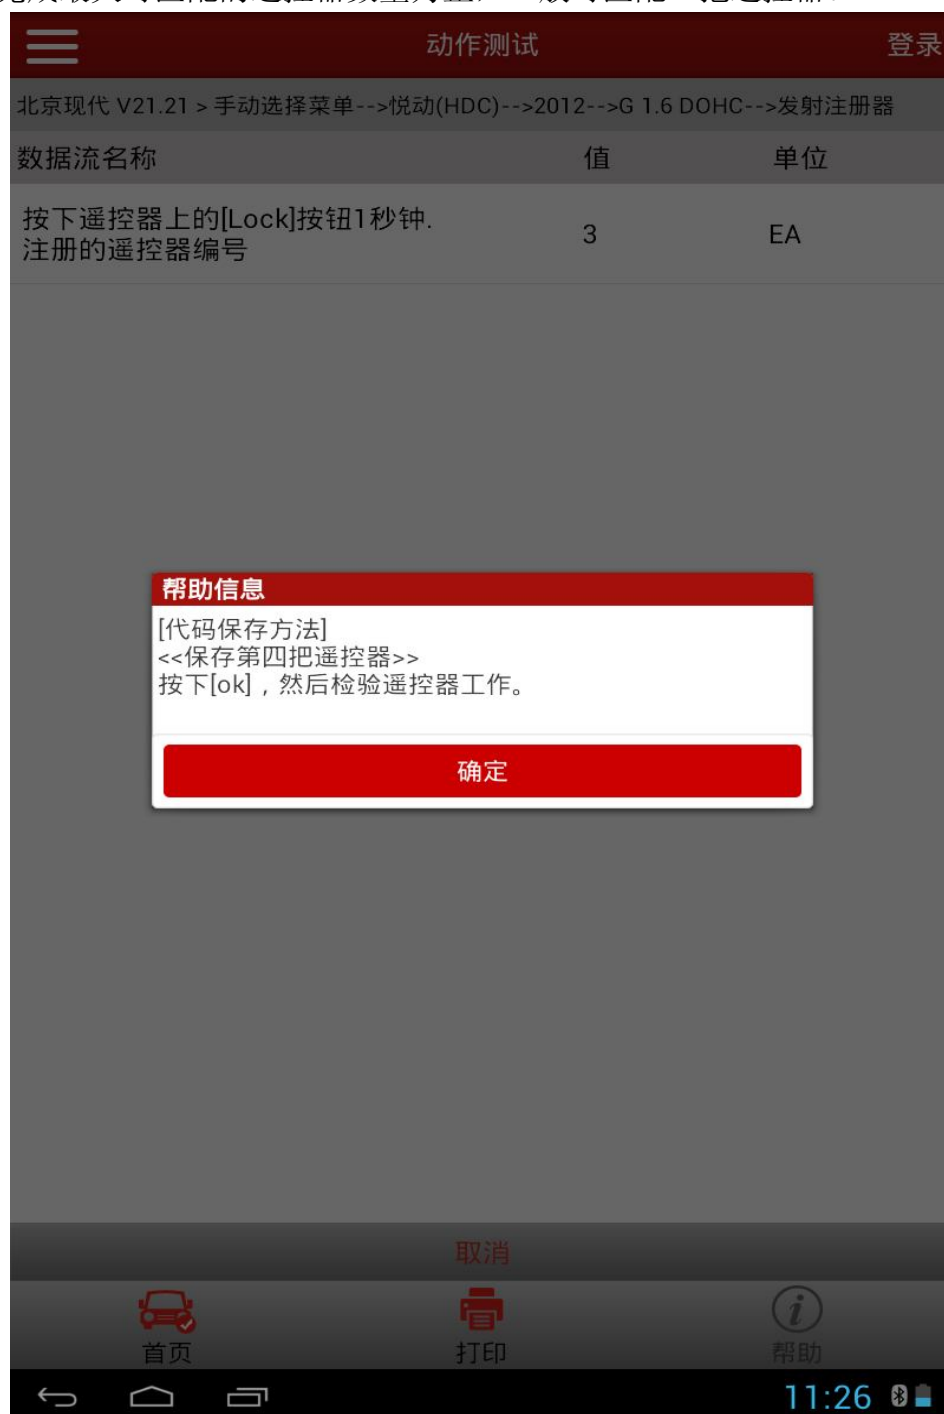 动作测试
登录
北京现代 V21.21 > 手动选择菜单-->悦动(HDC)-->2012-->G 1.6 DOHC-->发射注册器
数据流名称 值 单位
按下遥控器上的[Lock]按钮1秒钟.
注册的遥控器编号 3 EA
帮助信息
[代码保存方法]
<<保存第四把遥控器>>
按下[ok]，然后检验遥控器工作。
确定
取消
首页 打印 帮助
11:26